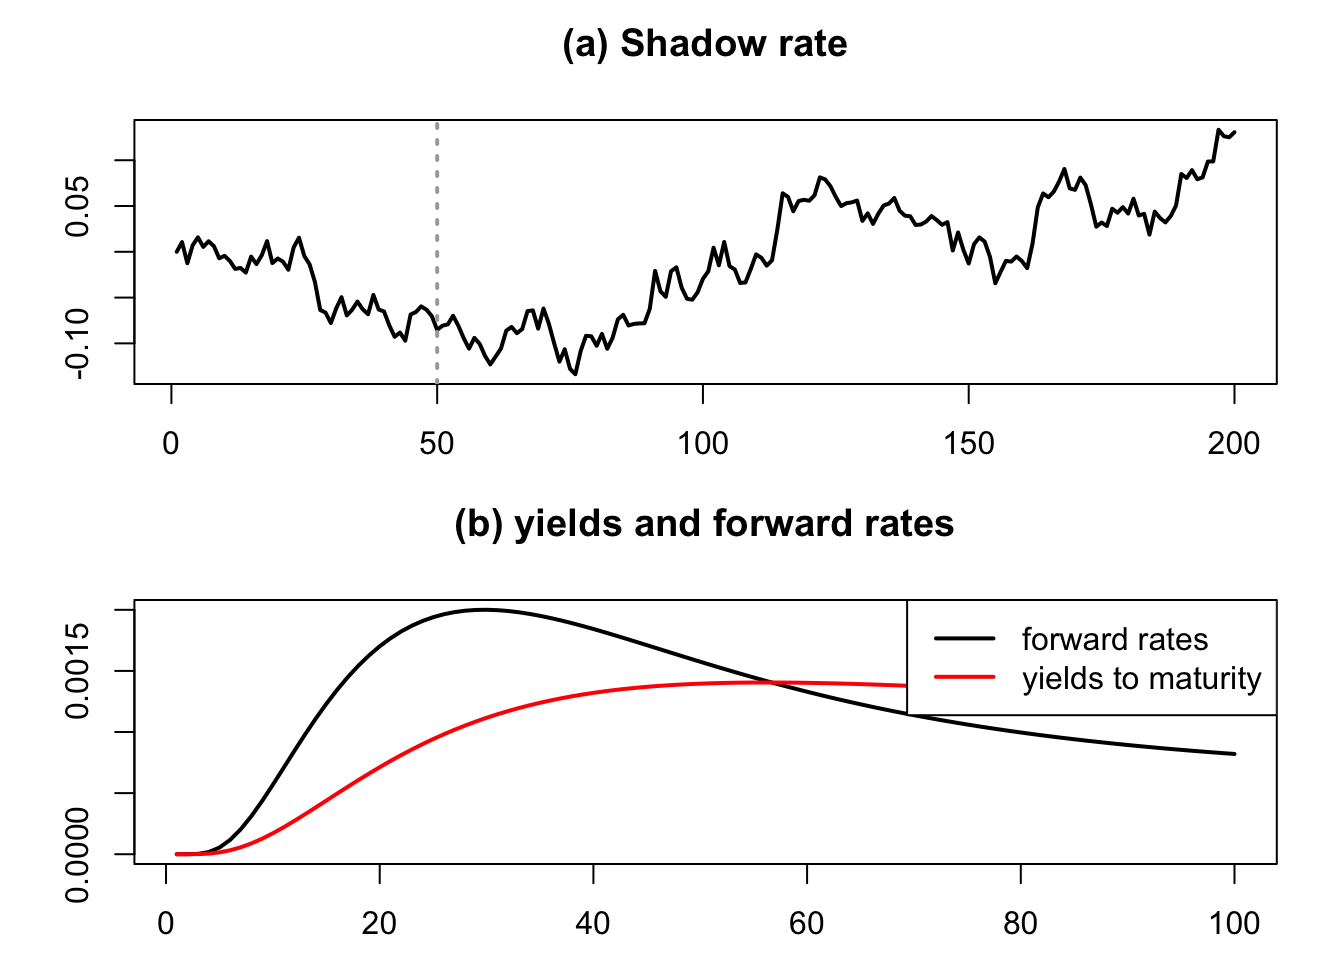 (a) Shadow rate
0.05
-0.10
0 50 100 150 200
(b) yields and forward rates
forward rates
yields to maturity
0.0015
0.0000
0 20 40 60 80 100